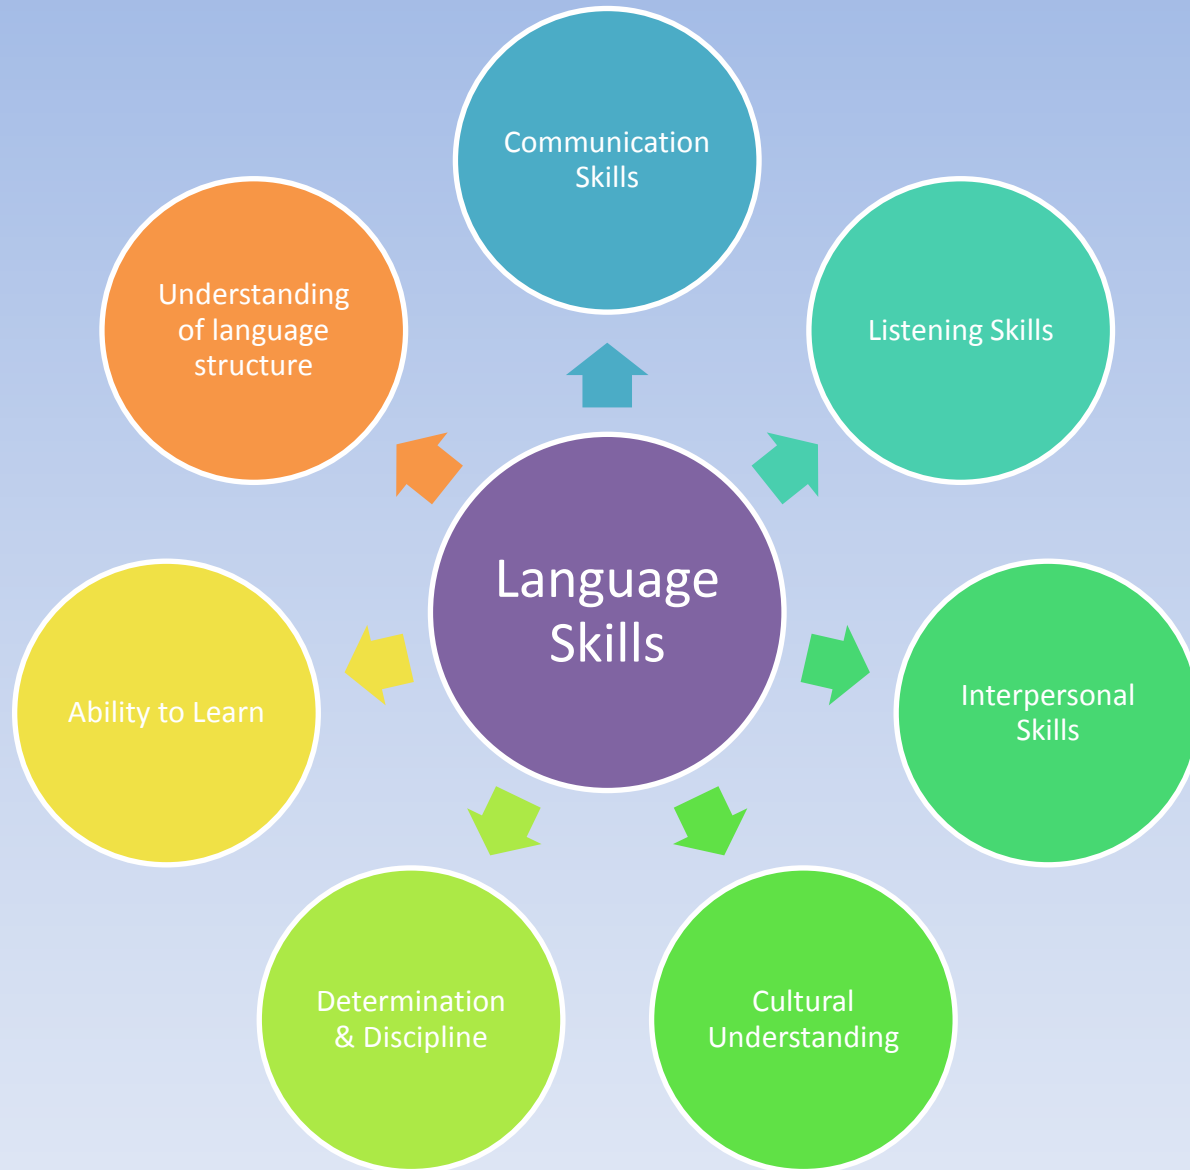 Communication
Skills
Listening Skills
Interpersonal
Skills
Cultural
Understanding
Determination
& Discipline
Ability to Learn
Understanding
of language
structure
Language
Skills